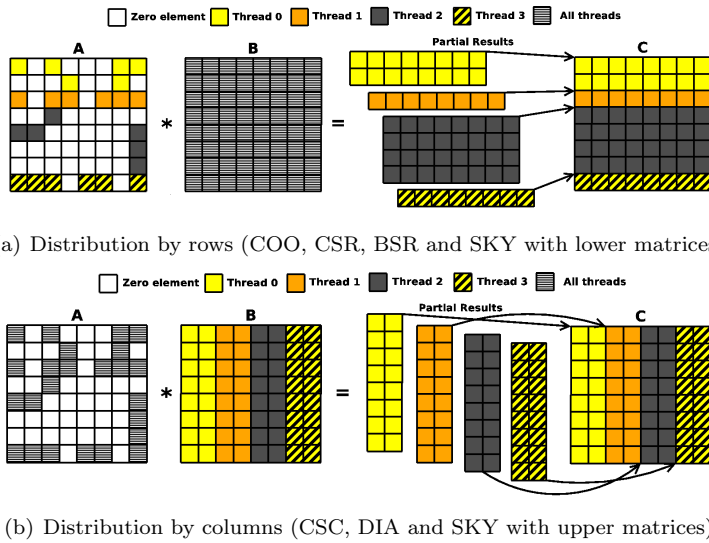 Zero element Thread 0 Thread 1 Thread 2 Thread 3 All threads
Partial Results
A B C
* =
a) Distribution by rows (COO, CSR, BSR and SKY with lower matrices
Zero element Thread 0 Thread 1 Thread 2 Thread 3 All threads
Partial Results
A B C
* =
(b) Distribution by columns (CSC, DIA and SKY with upper matrices)